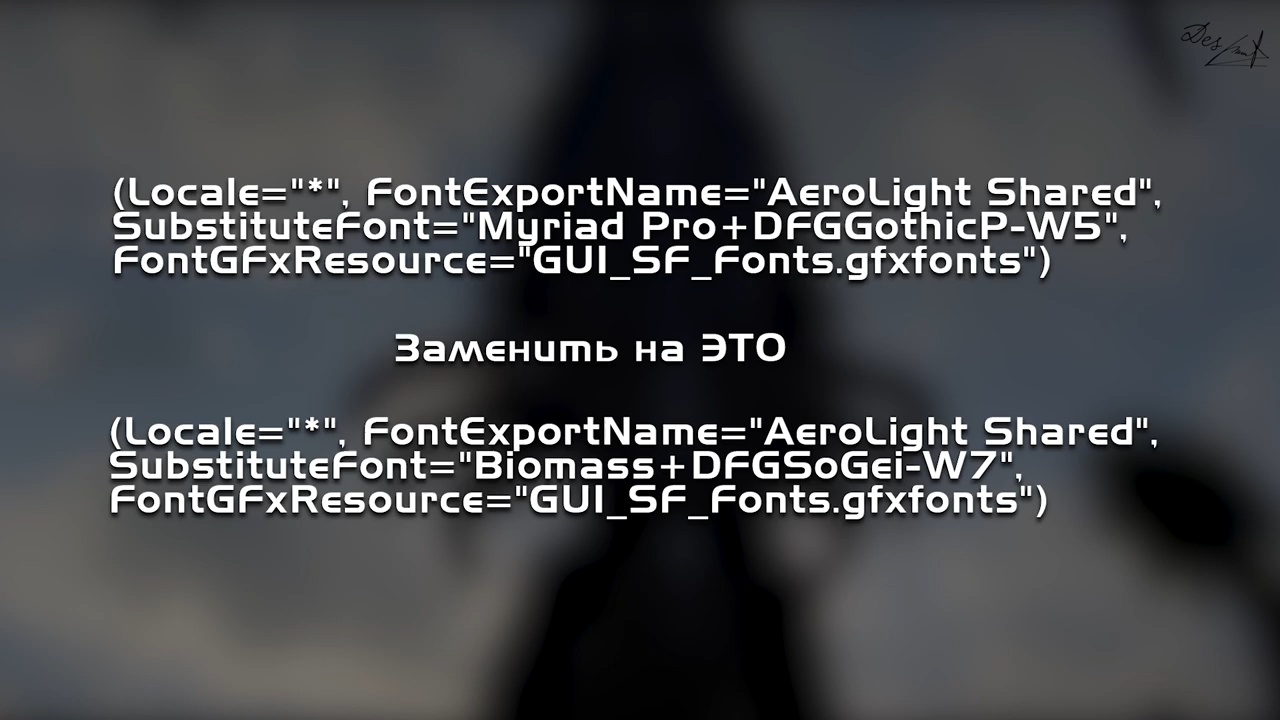 (Locale="*", FontExportName="AeroLight Shared",
SubstituteFont="Myriad Pro+DFGGothicP-W5",
FontGFxResource="GUI_SF_Fonts.gfxfonts")
Заменить на ЭТО
(Locale="*", FontExportName="AeroLight Shared",
SubstituteFont="Biomass+DFGSoGei-W7",
FontGFxResource="GUI_SF_Fonts.gfxfonts")